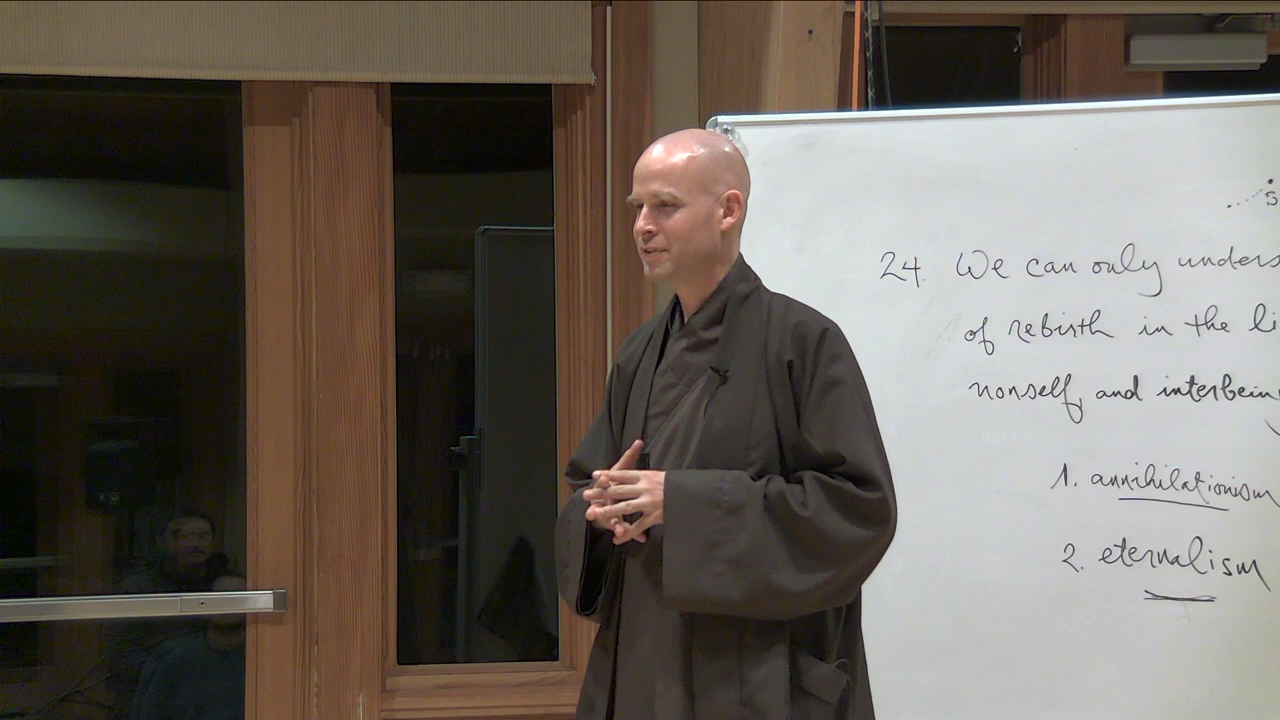 24. We can only unders
of rebirth in the li
nonself, and interbein
1. annihilationism
2. eternalism